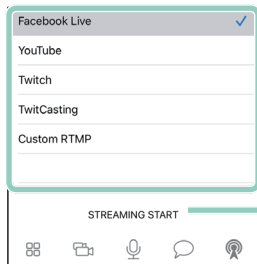 Facebook Live
YouTube
Twitch
TwitCasting
Custom RTMP
STREAMING START